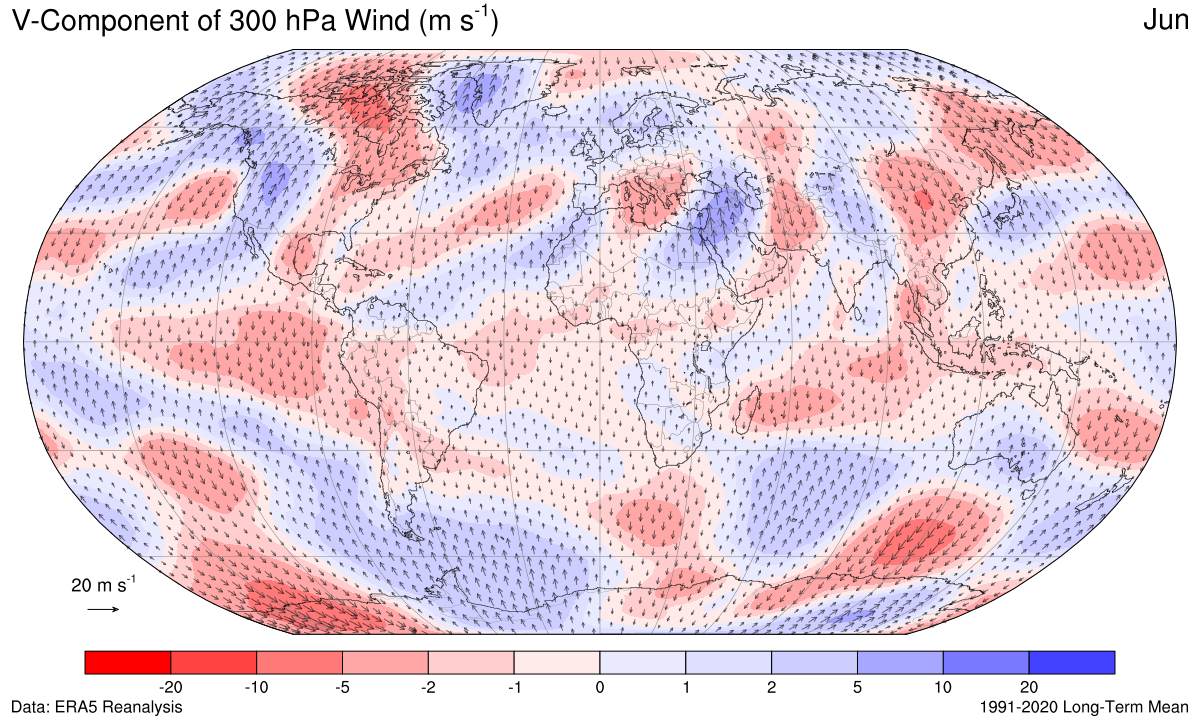 V-Component of 300 hPa Wind (m s-1)
Jun
20 m s-1
-20 -10 -5 -2 -1 0 1 2 5 10 20
Data: ERA5 Reanalysis
1991-2020 Long-Term Mean